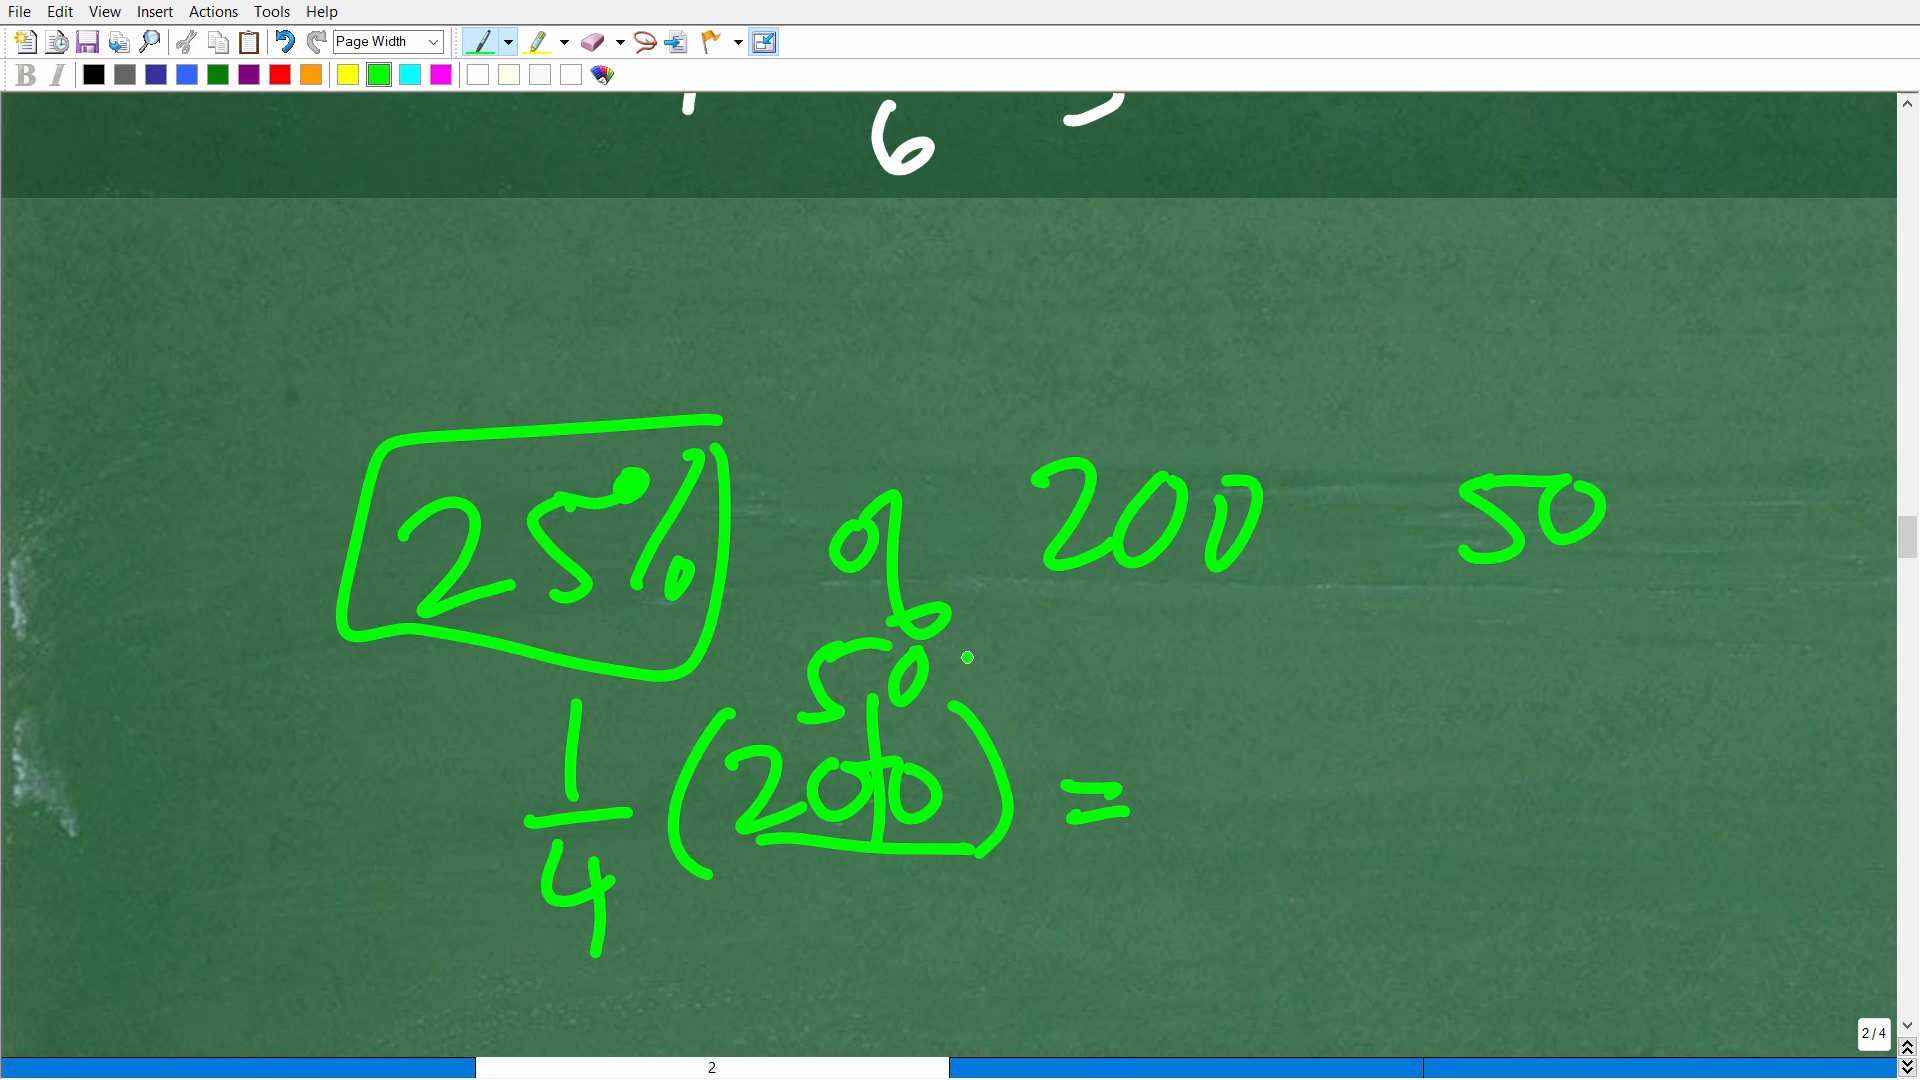 File Edit View Insert Actions Tools Help
Page Width
B I
6
25% of 200 50
50
1/4 (200) =
2 / 4
2